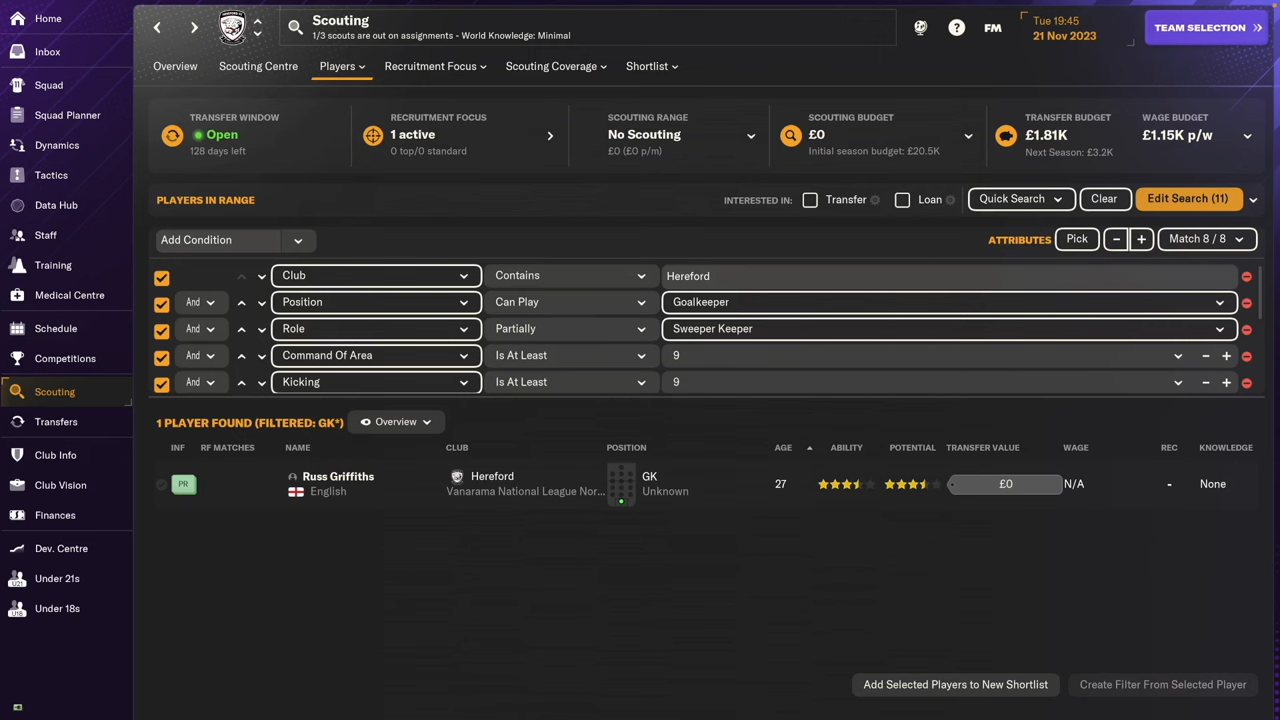 Home
Inbox
Squad
Squad Planner
Dynamics
Tactics
Data Hub
Staff
Training
Medical Centre
Schedule
Competitions
Scouting
Transfers
Club Info
Club Vision
Finances
Dev. Centre
U21
Under 21s
U18
Under 18s
Scouting
1/3 scouts are out on assignments - World Knowledge: Minimal
FM
Tue 19:45
21 Nov 2023
TEAM SELECTION
Overview
Scouting Centre
Players
Recruitment Focus
Scouting Coverage
Shortlist
TRANSFER WINDOW
Open
128 days left
RECRUITMENT FOCUS
1 active
0 top/0 standard
SCOUTING RANGE
No Scouting
£0 (£0 p/m)
SCOUTING BUDGET
£0
Initial season budget: £20.5K
TRANSFER BUDGET
£1.81K
Next Season: £3.2K
WAGE BUDGET
£1.15K p/w
PLAYERS IN RANGE
INTERESTED IN:
Transfer
Loan
Quick Search
Clear
Edit Search (11)
Add Condition
ATTRIBUTES
Pick
Match 8 / 8
Club Contains Hereford
And Position Can Play Goalkeeper
And Role Partially Sweeper Keeper
And Command Of Area Is At Least 9
And Kicking Is At Least 9
1 PLAYER FOUND (FILTERED: GK*)
Overview
INF RF MATCHES NAME CLUB POSITION AGE ABILITY POTENTIAL TRANSFER VALUE WAGE REC KNOWLEDGE
PR Russ Griffiths Hereford GK 27 £0 N/A - None
English Vanarama National League Nor... Unknown
Add Selected Players to New Shortlist
Create Filter From Selected Player